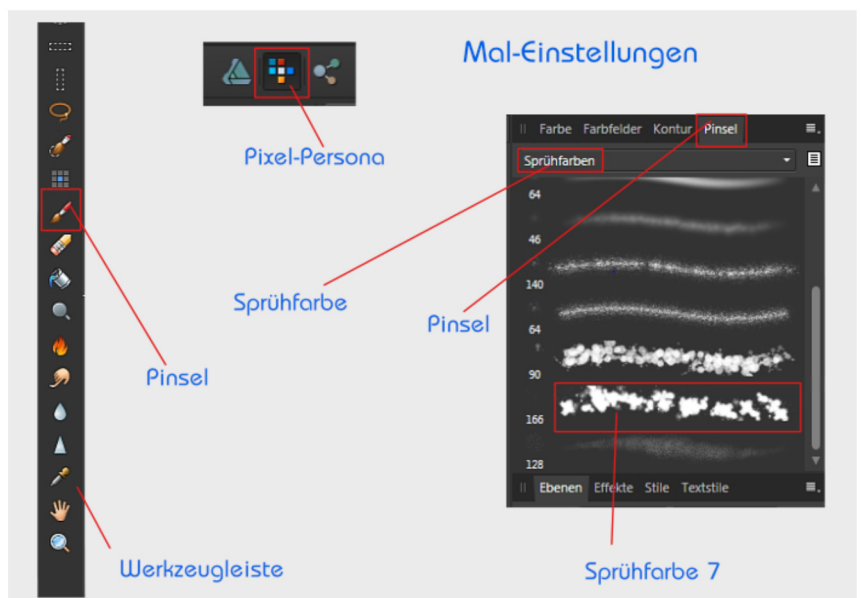 Mal-Einstellungen
Pixel-Persona
Farbe Farbfelder Kontur Pinsel
Sprühfarben
64
46
140
64
90
166
128
Sprühfarbe
Pinsel
Pinsel
Ebenen Effekte Stile Textstile
Werkzeugleiste
Sprühfarbe 7